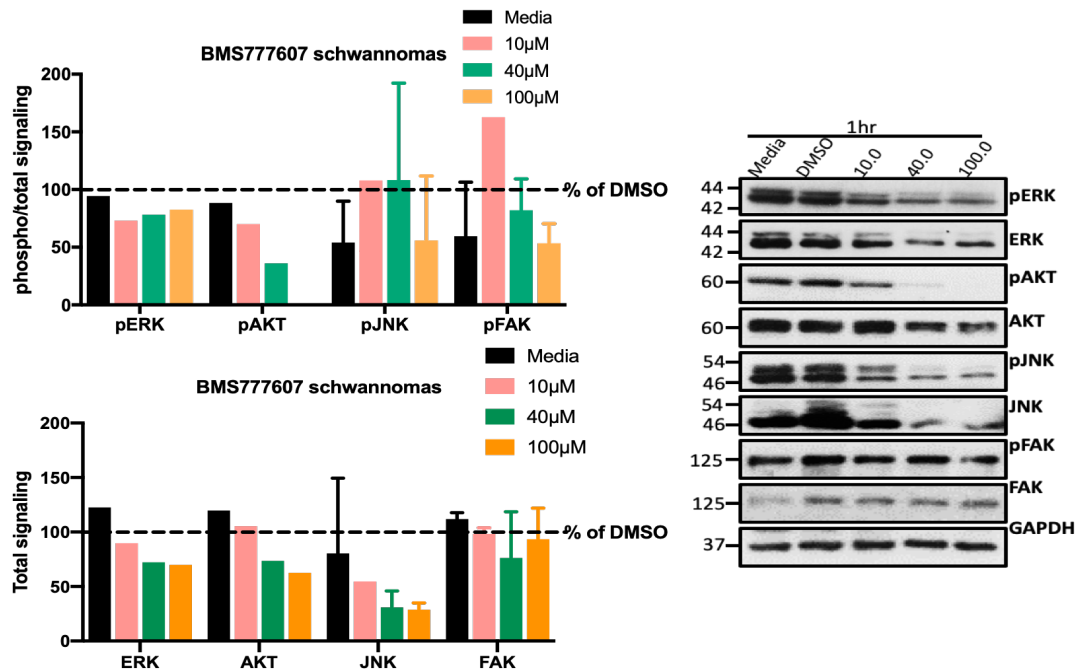 Media
10µM
40µM
100µM
BMS777607 schwannomas
phospho/total signaling
200
150
100
50
0
% of DMSO
pERK
pAKT
pJNK
pFAK
Media
10µM
40µM
100µM
BMS777607 schwannomas
Total signaling
200
150
100
50
0
% of DMSO
ERK
AKT
JNK
FAK
1hr
Media
DMSO
10.0
40.0
100.0
44
42
pERK
44
42
ERK
60
pAKT
60
AKT
54
46
pJNK
54
46
JNK
125
pFAK
125
FAK
37
GAPDH